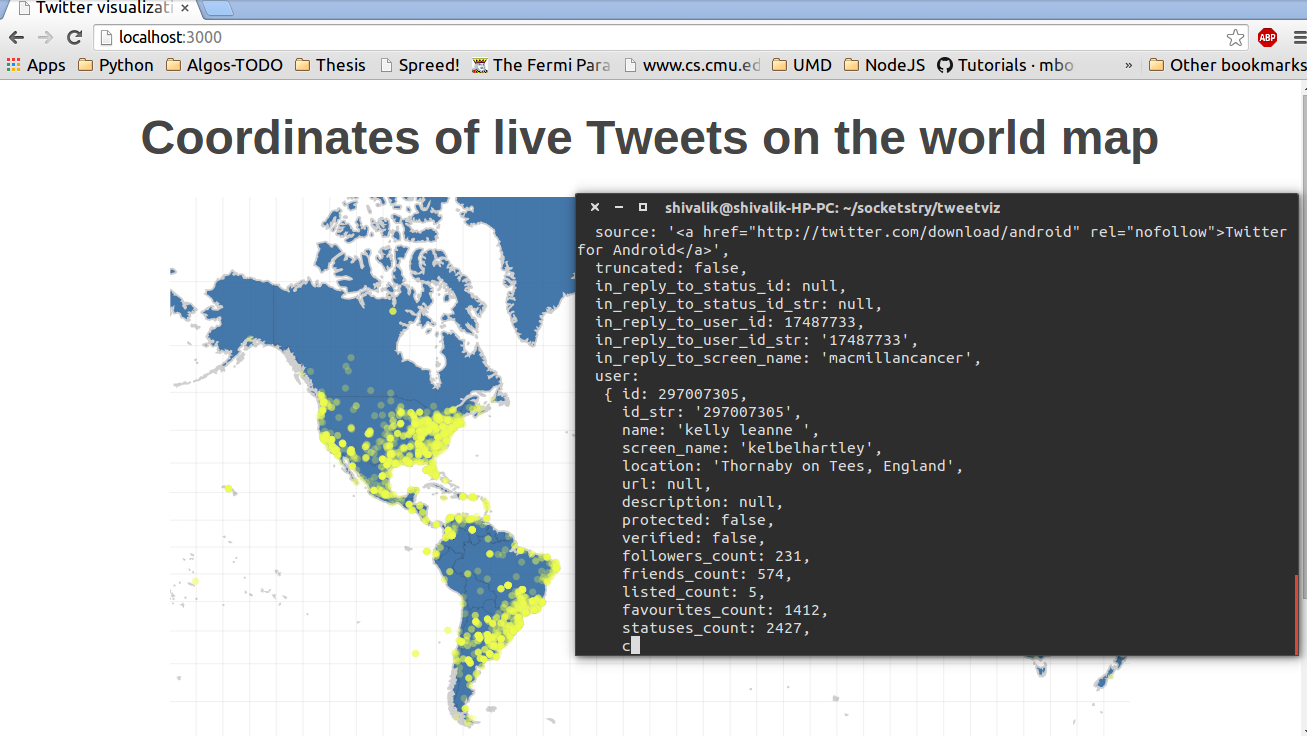 Twitter visualizati
localhost:3000
ABP
Apps Python Algos-TODO Thesis Spreed! The Fermi Para www.cs.cmu.ed UMD NodeJS Tutorials · mbo » Other bookmarks
Coordinates of live Tweets on the world map
shivalik@shivalik-HP-PC: ~/socketstry/tweetviz
source: '<a href="http://twitter.com/download/android" rel="nofollow">Twitter
for Android</a>',
truncated: false,
in_reply_to_status_id: null,
in_reply_to_status_id_str: null,
in_reply_to_user_id: 17487733,
in_reply_to_user_id_str: '17487733',
in_reply_to_screen_name: 'macmillancancer',
user:
{ id: 297007305,
id_str: '297007305',
name: 'kelly leanne ',
screen_name: 'kelbelhartley',
location: 'Thornaby on Tees, England',
url: null,
description: null,
protected: false,
verified: false,
followers_count: 231,
friends_count: 574,
listed_count: 5,
favourites_count: 1412,
statuses_count: 2427,
c